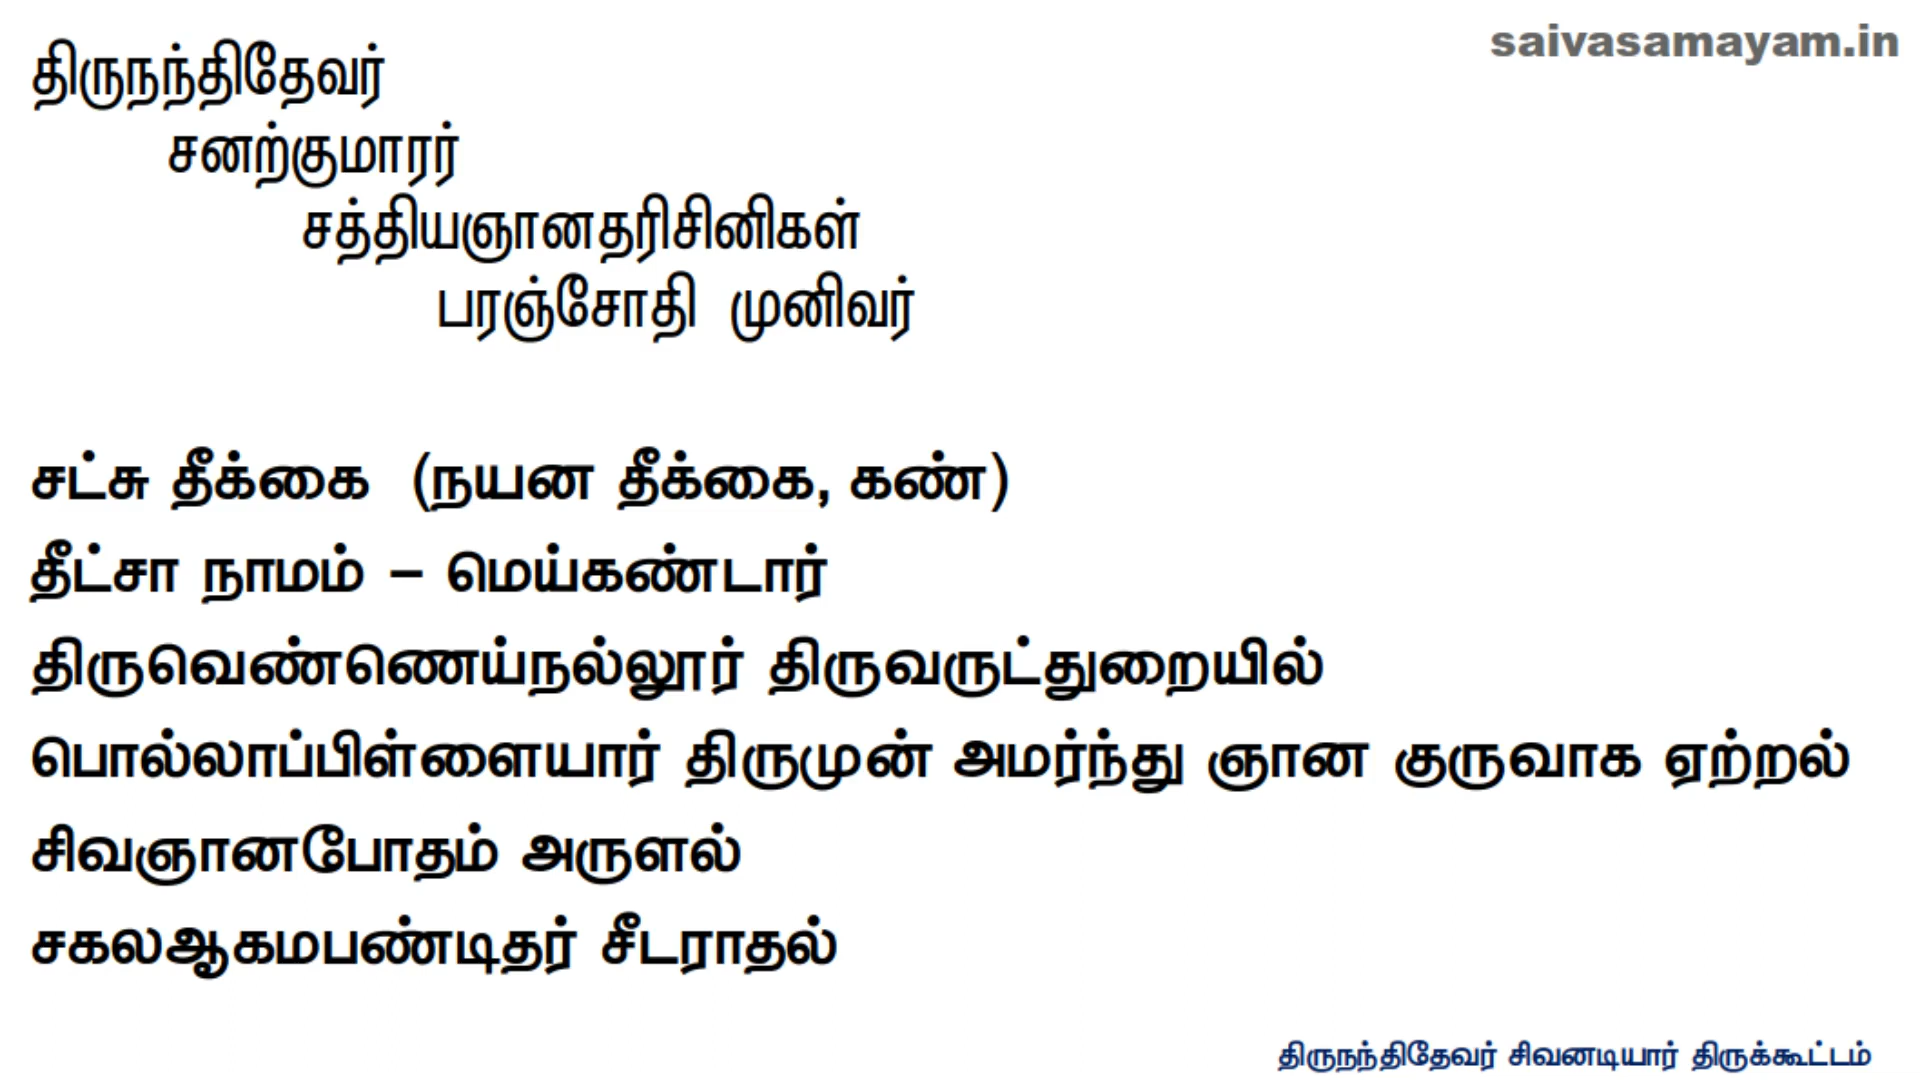 saivasamayam.in
திருநந்திதேவர்
சனற்குமாரர்
சத்தியஞானதரிசினிகள்
பரஞ்சோதி முனிவர்
சட்சு தீக்கை (நயன தீக்கை, கண்)
தீட்சா நாமம் – மெய்கண்டார்
திருவெண்ணெய்நல்லூர் திருவருட்துறையில்
பொல்லாப்பிள்ளையார் திருமுன் அமர்ந்து ஞான குருவாக ஏற்றல்
சிவஞானபோதம் அருளல்
சகலஆகமபண்டிதர் சீடராதல்
திருநந்திதேவர் சிவனடியார் திருக்கூட்டம்